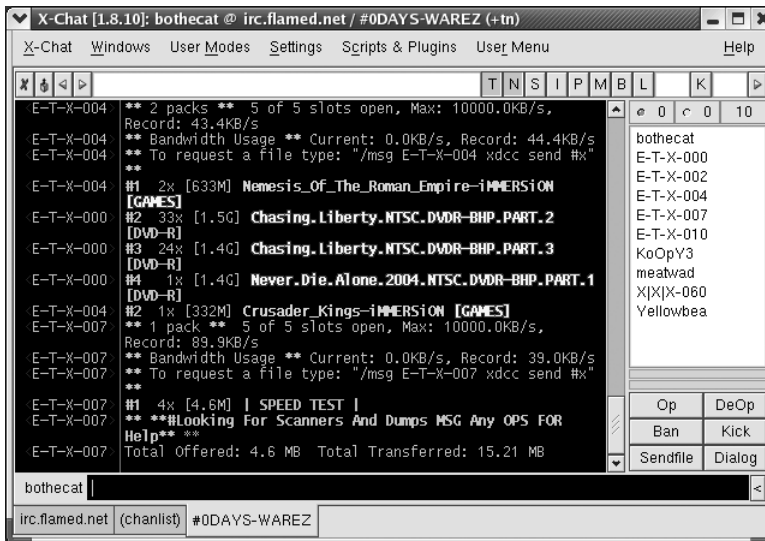 X-Chat [1.8.10]: bothecat @ irc.flamed.net / #0DAYS-WAREZ (+tn)
X-Chat Windows User Modes Settings Scripts & Plugins User Menu Help
T N S I P M B L K
<E-T-X-004> ** 2 packs ** 5 of 5 slots open, Max: 10000.0KB/s,
Record: 43.4KB/s
<E-T-X-004> ** Bandwidth Usage ** Current: 0.0KB/s, Record: 44.4KB/s
<E-T-X-004> ** To request a file type: "/msg E-T-X-004 xdcc send #x"
**
<E-T-X-004> #1 2x [633M] Nemesis_Of_The_Roman_Empire-iMMERSiON
[GAMES]
<E-T-X-000> #2 33x [1.5G] Chasing.Liberty.NTSC.DVDR-BHP.PART.2
[DVD-R]
<E-T-X-000> #3 24x [1.4G] Chasing.Liberty.NTSC.DVDR-BHP.PART.3
[DVD-R]
<E-T-X-000> #4 1x [1.4G] Never.Die.Alone.2004.NTSC.DVDR-BHP.PART.1
[DVD-R]
<E-T-X-004> #2 1x [332M] Crusader_Kings-iMMERSiON [GAMES]
<E-T-X-007> ** 1 pack ** 5 of 5 slots open, Max: 10000.0KB/s,
Record: 89.9KB/s
<E-T-X-007> ** Bandwidth Usage ** Current: 0.0KB/s, Record: 39.0KB/s
<E-T-X-007> ** To request a file type: "/msg E-T-X-007 xdcc send #x"
**
<E-T-X-007> #1 4x [4.6M] | SPEED TEST |
<E-T-X-007> ** **#Looking For Scanners And Dumps MSG Any OPS FOR
Help** **
<E-T-X-007> Total Offered: 4.6 MB Total Transferred: 15.21 MB
0 0 10
bothecat
E-T-X-000
E-T-X-002
E-T-X-004
E-T-X-007
E-T-X-010
KoOpY3
meatwad
X|X|X-060
Yellowbea
Op DeOp
Ban Kick
Sendfile Dialog
bothecat
irc.flamed.net (chanlist) #0DAYS-WAREZ